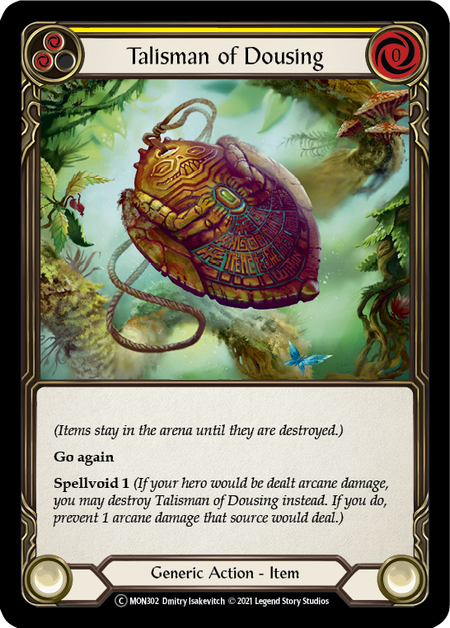 Talisman of Dousing
0
(Items stay in the arena until they are destroyed.)
Go again
Spellvoid 1 (If your hero would be dealt arcane damage,
you may destroy Talisman of Dousing instead. If you do,
prevent 1 arcane damage that source would deal.)
Generic Action - Item
C MON302 Dmitry Isakevitch © 2021 Legend Story Studios